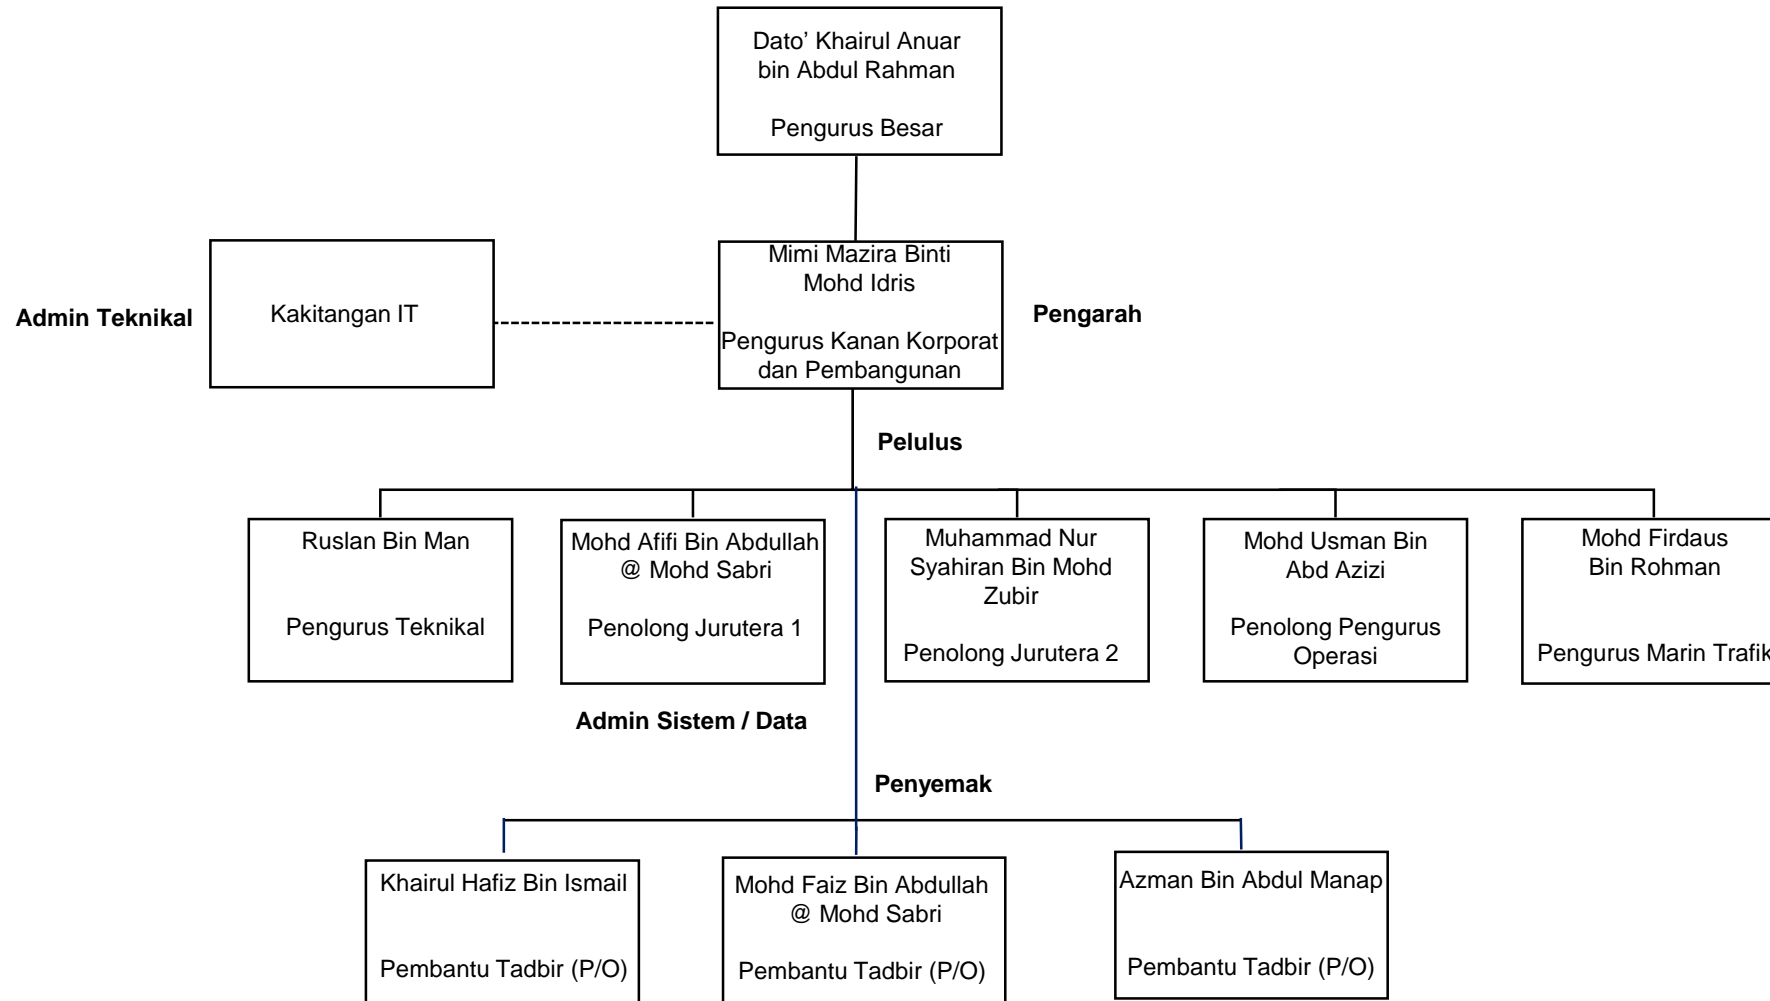 Dato’ Khairul Anuar
bin Abdul Rahman
Pengurus Besar
Admin Teknikal
Kakitangan IT
Mimi Mazira Binti
Mohd Idris
Pengurus Kanan Korporat
dan Pembangunan
Pengarah
Pelulus
Ruslan Bin Man
Pengurus Teknikal
Mohd Afifi Bin Abdullah
@ Mohd Sabri
Penolong Jurutera 1
Muhammad Nur
Syahiran Bin Mohd
Zubir
Penolong Jurutera 2
Mohd Usman Bin
Abd Azizi
Penolong Pengurus
Operasi
Mohd Firdaus
Bin Rohman
Pengurus Marin Trafik
Admin Sistem / Data
Penyemak
Khairul Hafiz Bin Ismail
Pembantu Tadbir (P/O)
Mohd Faiz Bin Abdullah
@ Mohd Sabri
Pembantu Tadbir (P/O)
Azman Bin Abdul Manap
Pembantu Tadbir (P/O)